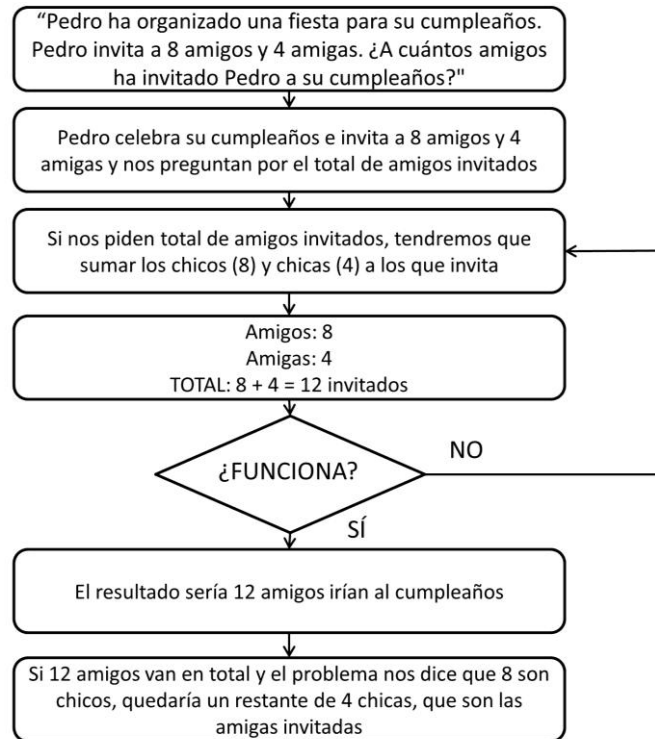 “Pedro ha organizado una fiesta para su cumpleaños.
Pedro invita a 8 amigos y 4 amigas. ¿A cuántos amigos
ha invitado Pedro a su cumpleaños?"
Pedro celebra su cumpleaños e invita a 8 amigos y 4
amigas y nos preguntan por el total de amigos invitados
Si nos piden total de amigos invitados, tendremos que
sumar los chicos (8) y chicas (4) a los que invita
Amigos: 8
Amigas: 4
TOTAL: 8 + 4 = 12 invitados
¿FUNCIONA?
NO
SÍ
El resultado sería 12 amigos irían al cumpleaños
Si 12 amigos van en total y el problema nos dice que 8 son
chicos, quedaría un restante de 4 chicas, que son las
amigas invitadas